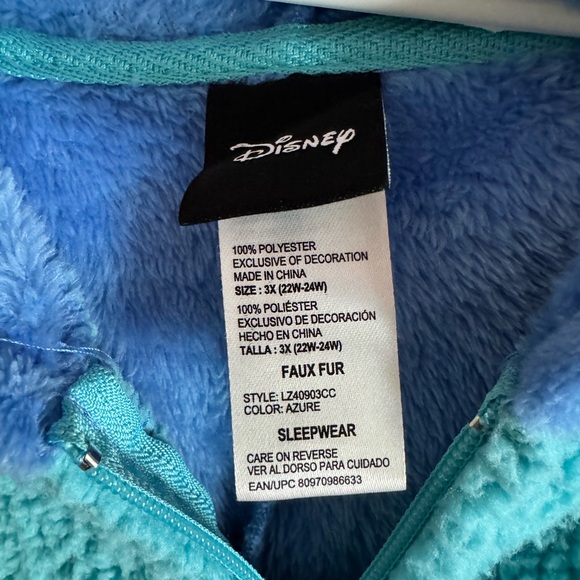 Disney
100% POLYESTER
EXCLUSIVE OF DECORATION
MADE IN CHINA
SIZE : 3X (22W-24W)
100% POLIÉSTER
EXCLUSIVO DE DECORACIÓN
HECHO EN CHINA
TALLA : 3X (22W-24W)
FAUX FUR
STYLE: LZ40903CC
COLOR: AZURE
SLEEPWEAR
CARE ON REVERSE
VER AL DORSO PARA CUIDADO
EAN/UPC 80970986633